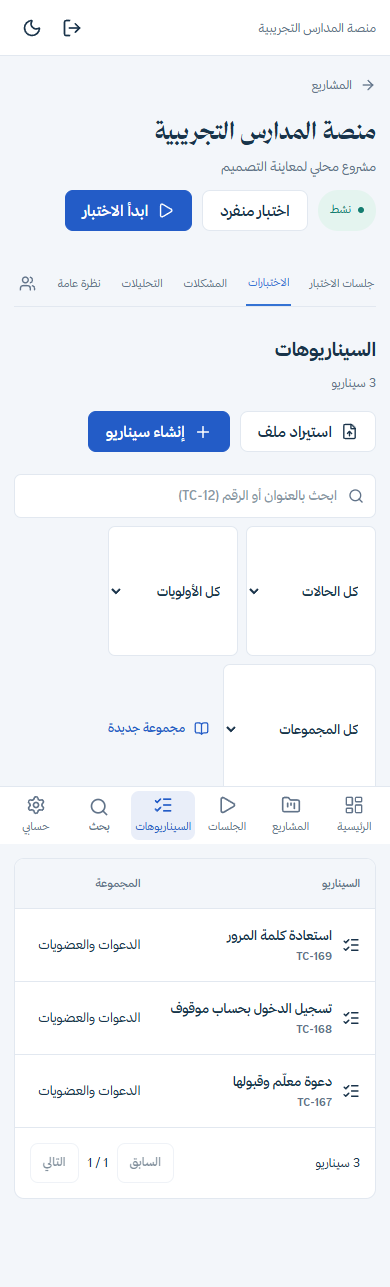 منصة المدارس التجريبية
المشاريع
منصة المدارس التجريبية
مشروع محلي لمعاينة التصميم
نشط
اختبار منفرد
ابدأ الاختبار
جلسات الاختبار
الاختبارات
المشكلات
التحليلات
نظرة عامة
السيناريوهات
3 سيناريو
استيراد ملف
إنشاء سيناريو
ابحث بالعنوان أو الرقم (TC-12)
كل الحالات
كل الأولويات
كل المجموعات
مجموعة جديدة
الرئيسية
المشاريع
الجلسات
السيناريوهات
بحث
حسابي
السيناريو
المجموعة
استعادة كلمة المرور
TC-169
الدعوات والعضويات
تسجيل الدخول بحساب موقوف
TC-168
الدعوات والعضويات
دعوة معلّم وقبولها
TC-167
الدعوات والعضويات
3 سيناريو
السابق
1 / 1
التالي